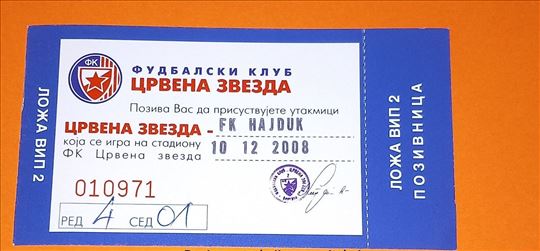 ЛОЖА ВИП 2
ФК
ФУДБАЛСКИ КЛУБ
ЦРВЕНА ЗВЕЗДА
Позива Вас да присуствујете утакмици
ЦРВЕНА ЗВЕЗДА - FK HAJDUK
која се игра на стадиону
ФК Црвена звезда 10 12 2008
010971
РЕД 4 СЕД 01
ЛОЖА ВИП 2
ПОЗИВНИЦА